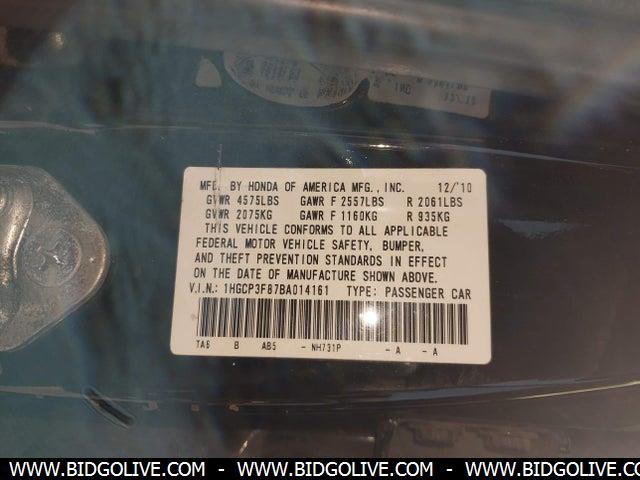 MFD. BY HONDA OF AMERICA MFG., INC. 12/'10
GVWR 4575LBS GAWR F 2557LBS R 2061LBS
GVWR 2075KG GAWR F 1160KG R 935KG
THIS VEHICLE CONFORMS TO ALL APPLICABLE
FEDERAL MOTOR VEHICLE SAFETY, BUMPER,
AND THEFT PREVENTION STANDARDS IN EFFECT
ON THE DATE OF MANUFACTURE SHOWN ABOVE.
V.I.N.: 1HGCP3F87BA014161 TYPE: PASSENGER CAR
TA6 B AB5 - NH731P - A - A
WWW.BIDGOLIVE.COM - WWW.BIDGOLIVE.COM - WWW.BIDGOLIVE.COM